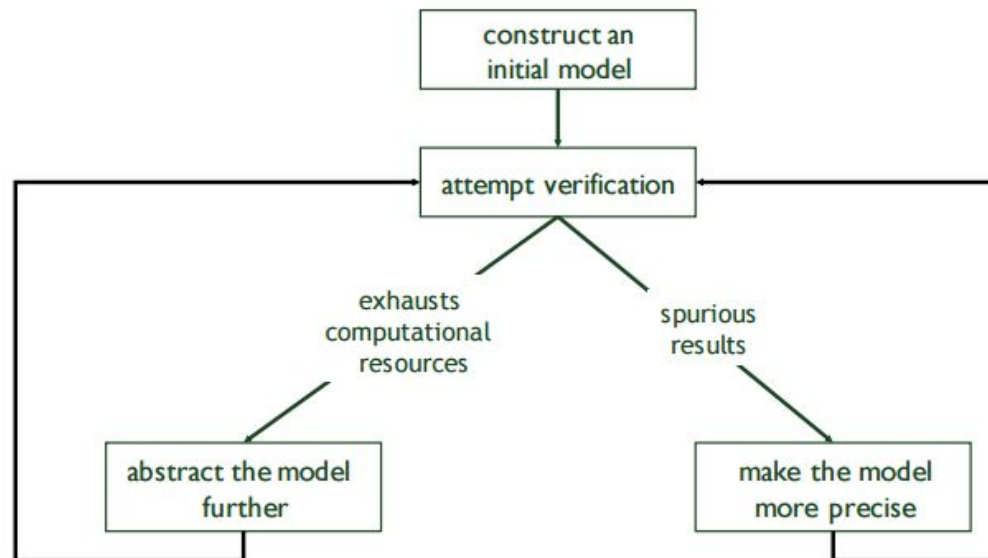 construct an
initial model
attempt verification
exhausts
computational
resources
spurious
results
abstract the model
further
make the model
more precise